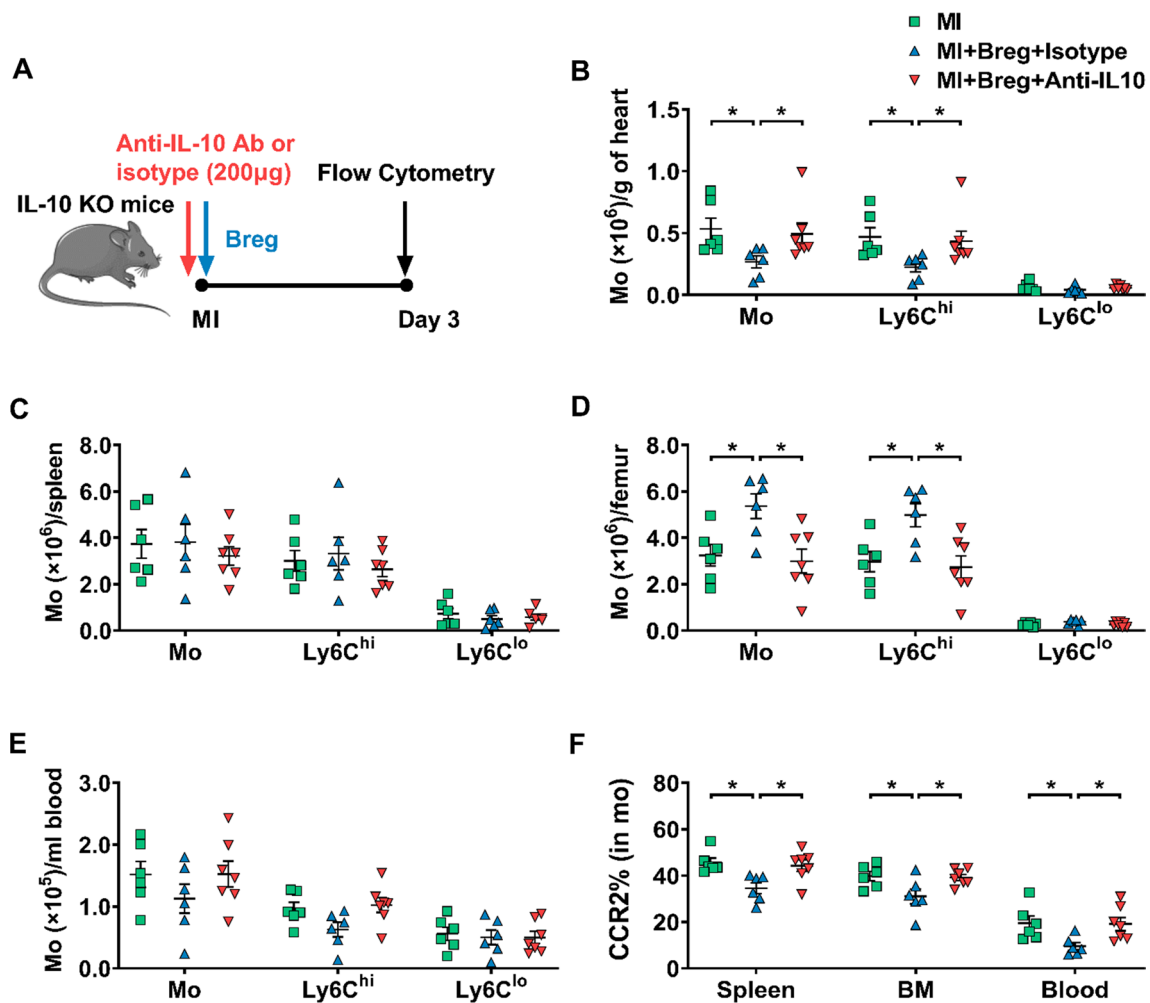 MI
MI+Breg+Isotype
MI+Breg+Anti-IL10
A
Anti-IL-10 Ab or
isotype (200μg)
Flow Cytometry
IL-10 KO mice
Breg
MI
Day 3
B
Mo (×10⁶)/g of heart
1.5
1.0
0.5
0.0
* * * *
Mo Ly6Cʰⁱ Ly6Cˡᵒ
C
Mo (×10⁶)/spleen
8.0
6.0
4.0
2.0
0.0
Mo Ly6Cʰⁱ Ly6Cˡᵒ
D
Mo (×10⁶)/femur
8.0
6.0
4.0
2.0
0.0
* * * *
Mo Ly6Cʰⁱ Ly6Cˡᵒ
E
Mo (×10⁵)/ml blood
3.0
2.0
1.0
0.0
Mo Ly6Cʰⁱ Ly6Cˡᵒ
F
CCR2% (in mo)
80
60
40
20
0
* * * * * *
Spleen BM Blood